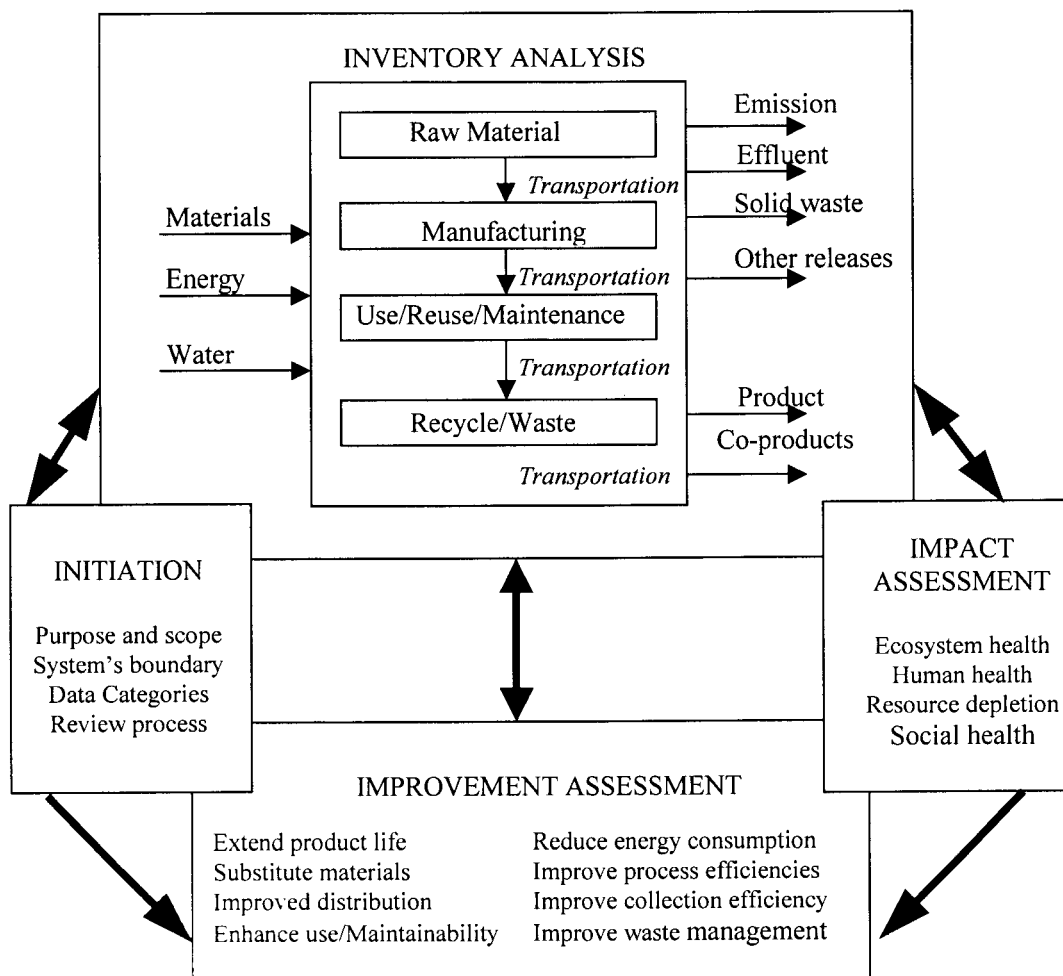 INVENTORY ANALYSIS
Raw Material
Transportation
Manufacturing
Transportation
Use/Reuse/Maintenance
Transportation
Recycle/Waste
Transportation
Materials
Energy
Water
Emission
Effluent
Solid waste
Other releases
Product
Co-products
INITIATION
Purpose and scope
System's boundary
Data Categories
Review process
IMPACT
ASSESSMENT
Ecosystem health
Human health
Resource depletion
Social health
IMPROVEMENT ASSESSMENT
Extend product life
Substitute materials
Improved distribution
Enhance use/Maintainability
Reduce energy consumption
Improve process efficiencies
Improve collection efficiency
Improve waste management